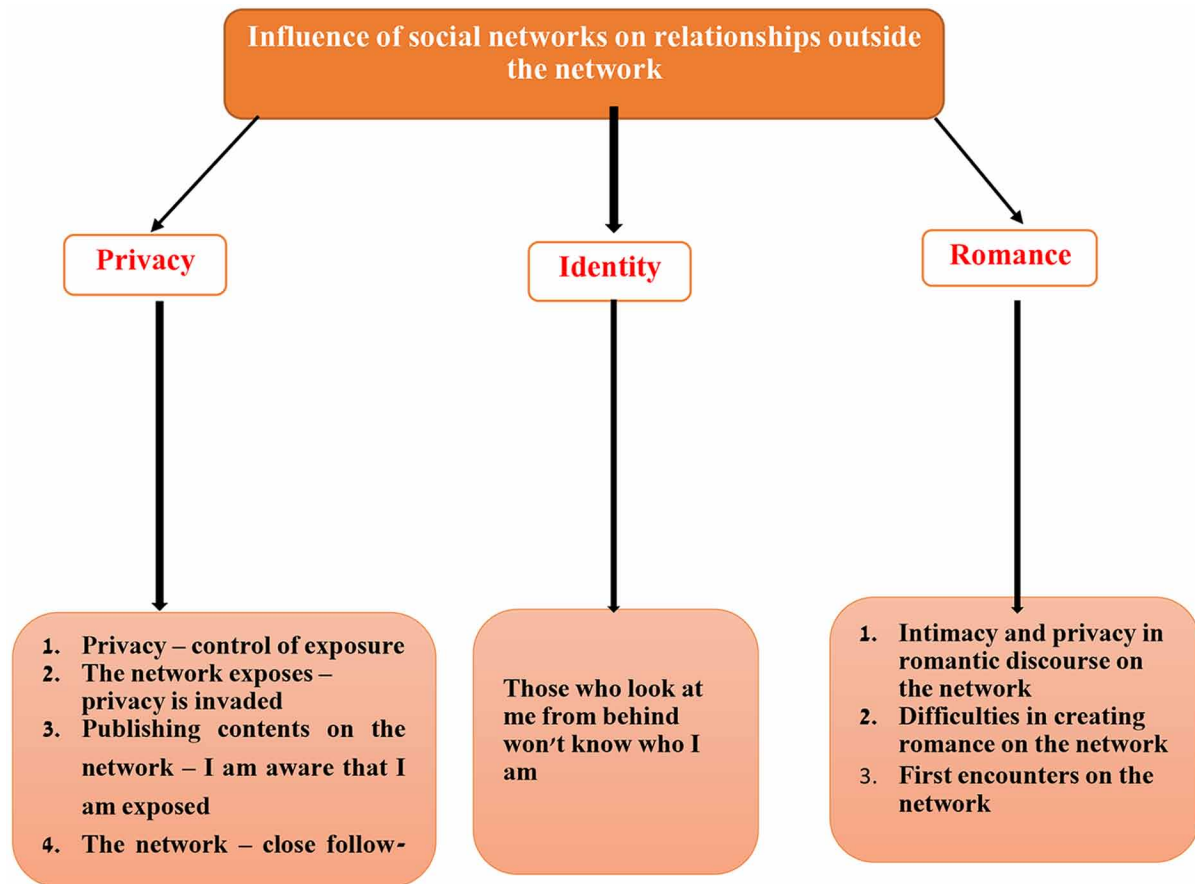 Influence of social networks on relationships outside
the network
Privacy
Identity
Romance
1. Privacy – control of exposure
2. The network exposes –
privacy is invaded
3. Publishing contents on the
network – I am aware that I
am exposed
4. The network – close follow-
Those who look at
me from behind
won't know who I
am
1. Intimacy and privacy in
romantic discourse on
the network
2. Difficulties in creating
romance on the network
3. First encounters on the
network